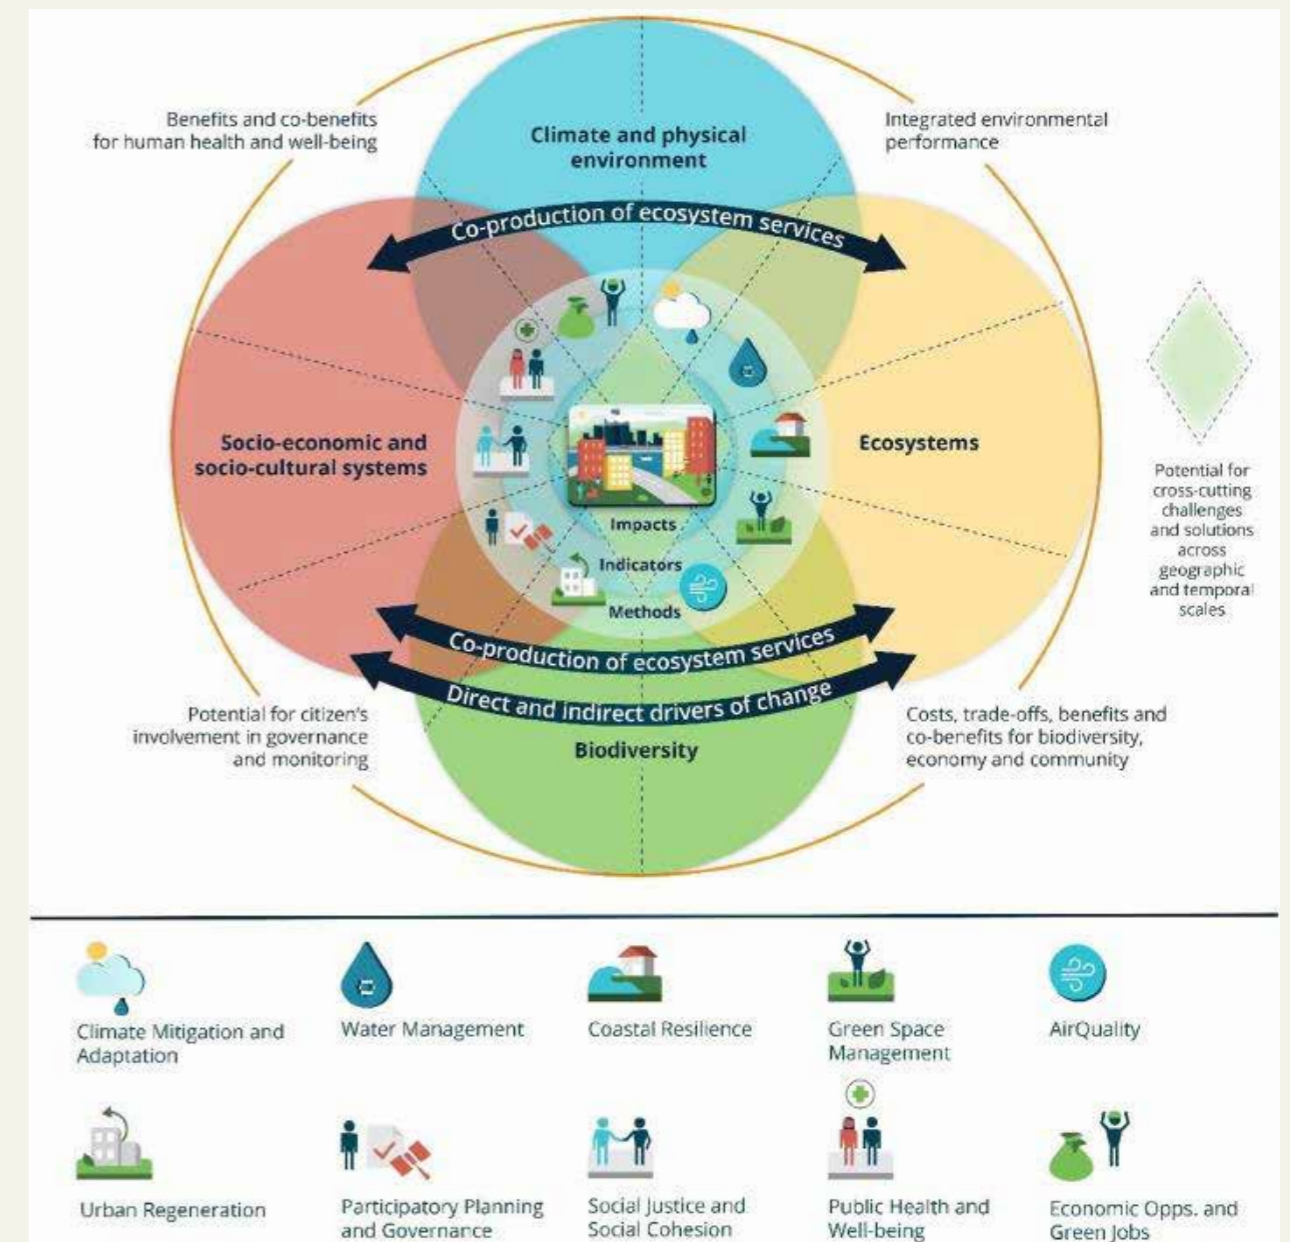 Benefits and co-benefits
for human health and well-being
Integrated environmental
performance
Climate and physical
environment
Co-production of ecosystem services
Socio-economic and
socio-cultural systems
Ecosystems
Impacts
Indicators
Methods
Co-production of ecosystem services
Direct and indirect drivers of change
Biodiversity
Potential for
cross-cutting
challenges
and solutions
across
geographic
and temporal
scales
Potential for citizen's
involvement in governance
and monitoring
Costs, trade-offs, benefits and
co-benefits for biodiversity,
economy and community
Climate Mitigation and
Adaptation
Water Management
Coastal Resilience
Green Space
Management
AirQuality
Urban Regeneration
Participatory Planning
and Governance
Social Justice and
Social Cohesion
Public Health and
Well-being
Economic Opps. and
Green Jobs